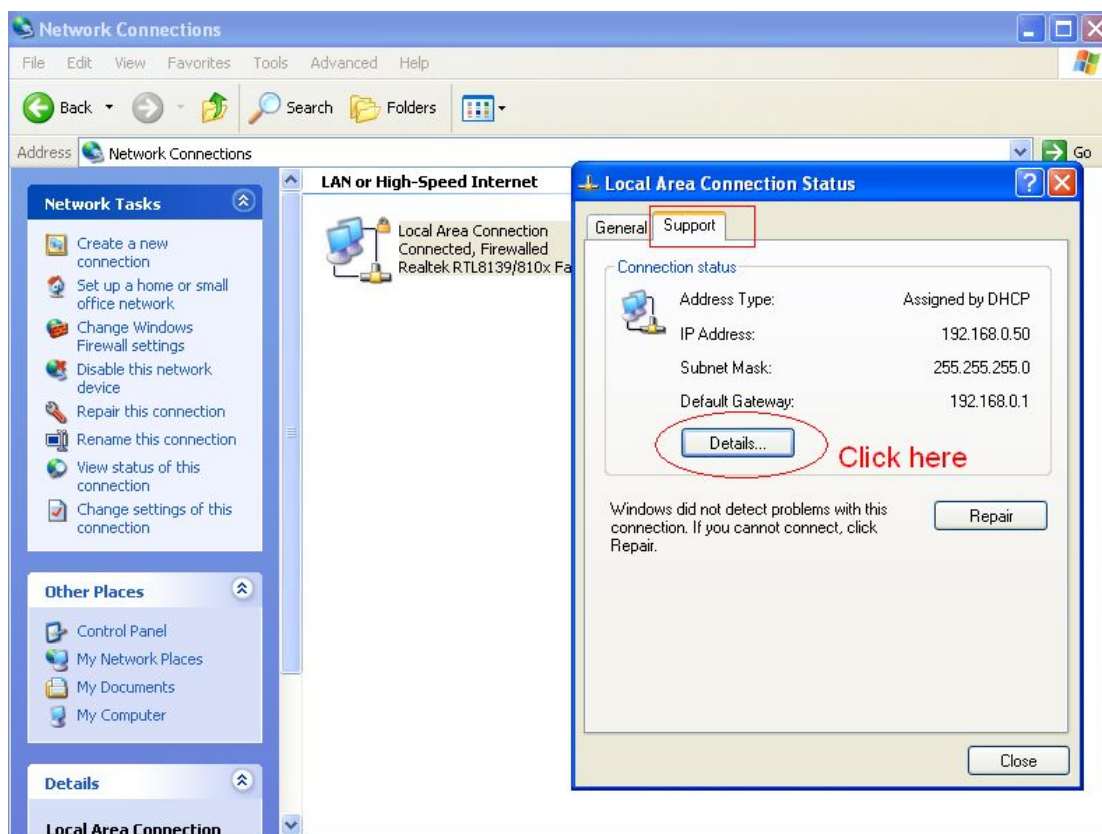 Network Connections
File Edit View Favorites Tools Advanced Help
Back Search Folders
Address Network Connections Go
Network Tasks
Create a new
connection
Set up a home or small
office network
Change Windows
Firewall settings
Disable this network
device
Repair this connection
Rename this connection
View status of this
connection
Change settings of this
connection
Other Places
Control Panel
My Network Places
My Documents
My Computer
Details
Local Area Connection
LAN or High-Speed Internet
Local Area Connection
Connected, Firewalled
Realtek RTL8139/810x Fa
Local Area Connection Status
General Support
Connection status
Address Type: Assigned by DHCP
IP Address: 192.168.0.50
Subnet Mask: 255.255.255.0
Default Gateway: 192.168.0.1
Details... Click here
Windows did not detect problems with this
connection. If you cannot connect, click
Repair.
Repair
Close